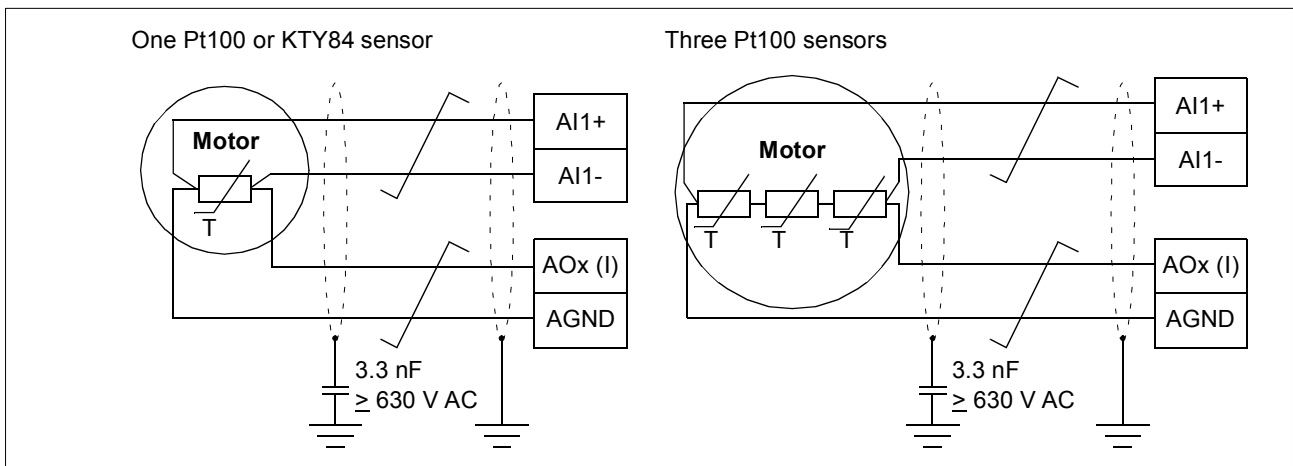 One Pt100 or KTY84 sensor
Motor
T
AI1+
AI1-
AOx (I)
AGND
3.3 nF
≥ 630 V AC
Three Pt100 sensors
Motor
T T T
AI1+
AI1-
AOx (I)
AGND
3.3 nF
≥ 630 V AC